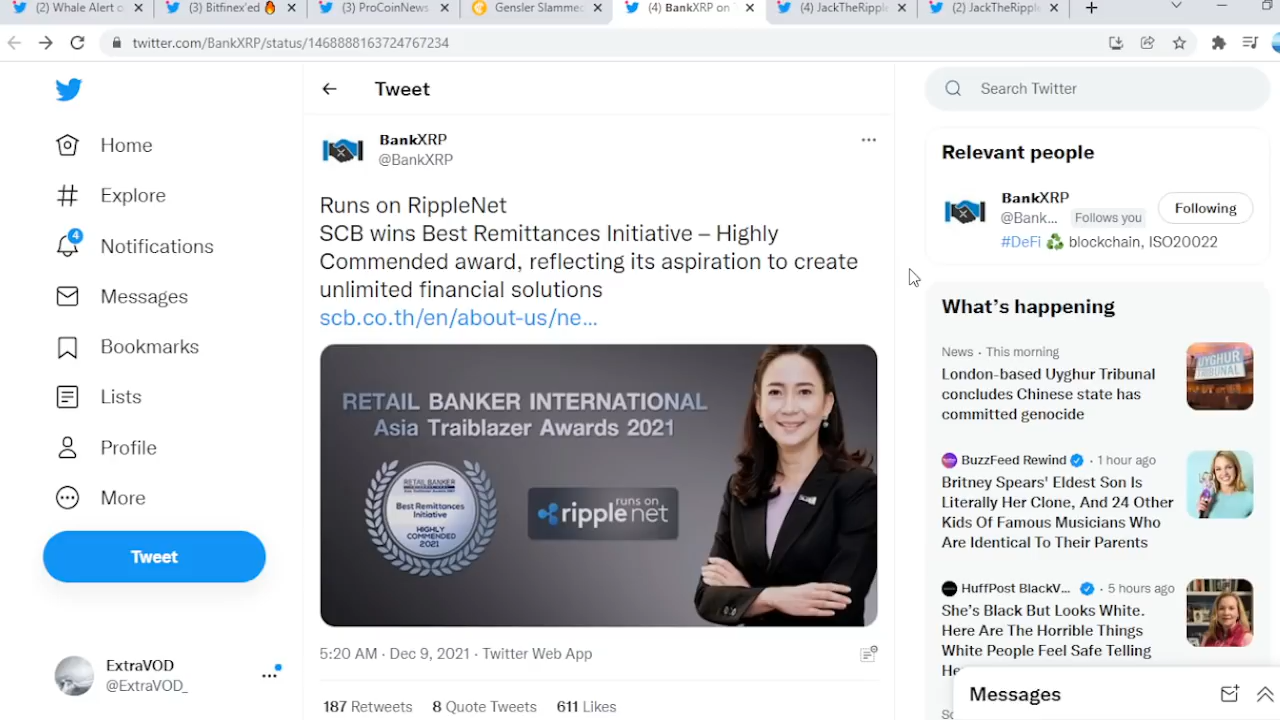 (2) Whale Alert o
(3) Bitfinex'ed 🔥
(3) ProCoinNews
Gensler Slammed
(4) BankXRP on
(4) JackTheRipple
(2) JackTheRipple
twitter.com/BankXRP/status/1468888163724767234
Home
Explore
4
Notifications
Messages
Bookmarks
Lists
Profile
More
Tweet
ExtraVOD
@ExtraVOD_
Tweet
BankXRP
@BankXRP
Runs on RippleNet
SCB wins Best Remittances Initiative – Highly
Commended award, reflecting its aspiration to create
unlimited financial solutions
scb.co.th/en/about-us/ne...
RETAIL BANKER INTERNATIONAL
Asia Traiblazer Awards 2021
RETAIL BANKER
Best Remittances
Initiative
HIGHLY
COMMENDED
2021
runs on
ripplenet
5:20 AM · Dec 9, 2021 · Twitter Web App
187 Retweets 8 Quote Tweets 611 Likes
Search Twitter
Relevant people
BankXRP
@Bank... Follows you
Following
#DeFi ♻️ blockchain, ISO20022
What's happening
News · This morning
London-based Uyghur Tribunal
concludes Chinese state has
committed genocide
UYGHUR
TRIBUNAL
BuzzFeed Rewind · 1 hour ago
Britney Spears' Eldest Son Is
Literally Her Clone, And 24 Other
Kids Of Famous Musicians Who
Are Identical To Their Parents
HuffPost BlackV... · 5 hours ago
She's Black But Looks White.
Here Are The Horrible Things
White People Feel Safe Telling
Messages